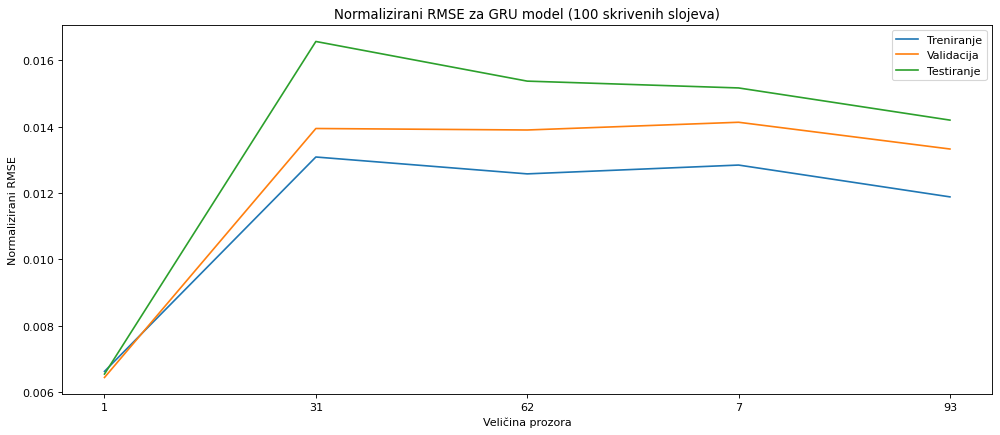 Normalizirani RMSE za GRU model (100 skrivenih slojeva)
Treniranje
Validacija
Testiranje
Normalizirani RMSE
0.016
0.014
0.012
0.010
0.008
0.006
1 31 62 7 93
Veličina prozora